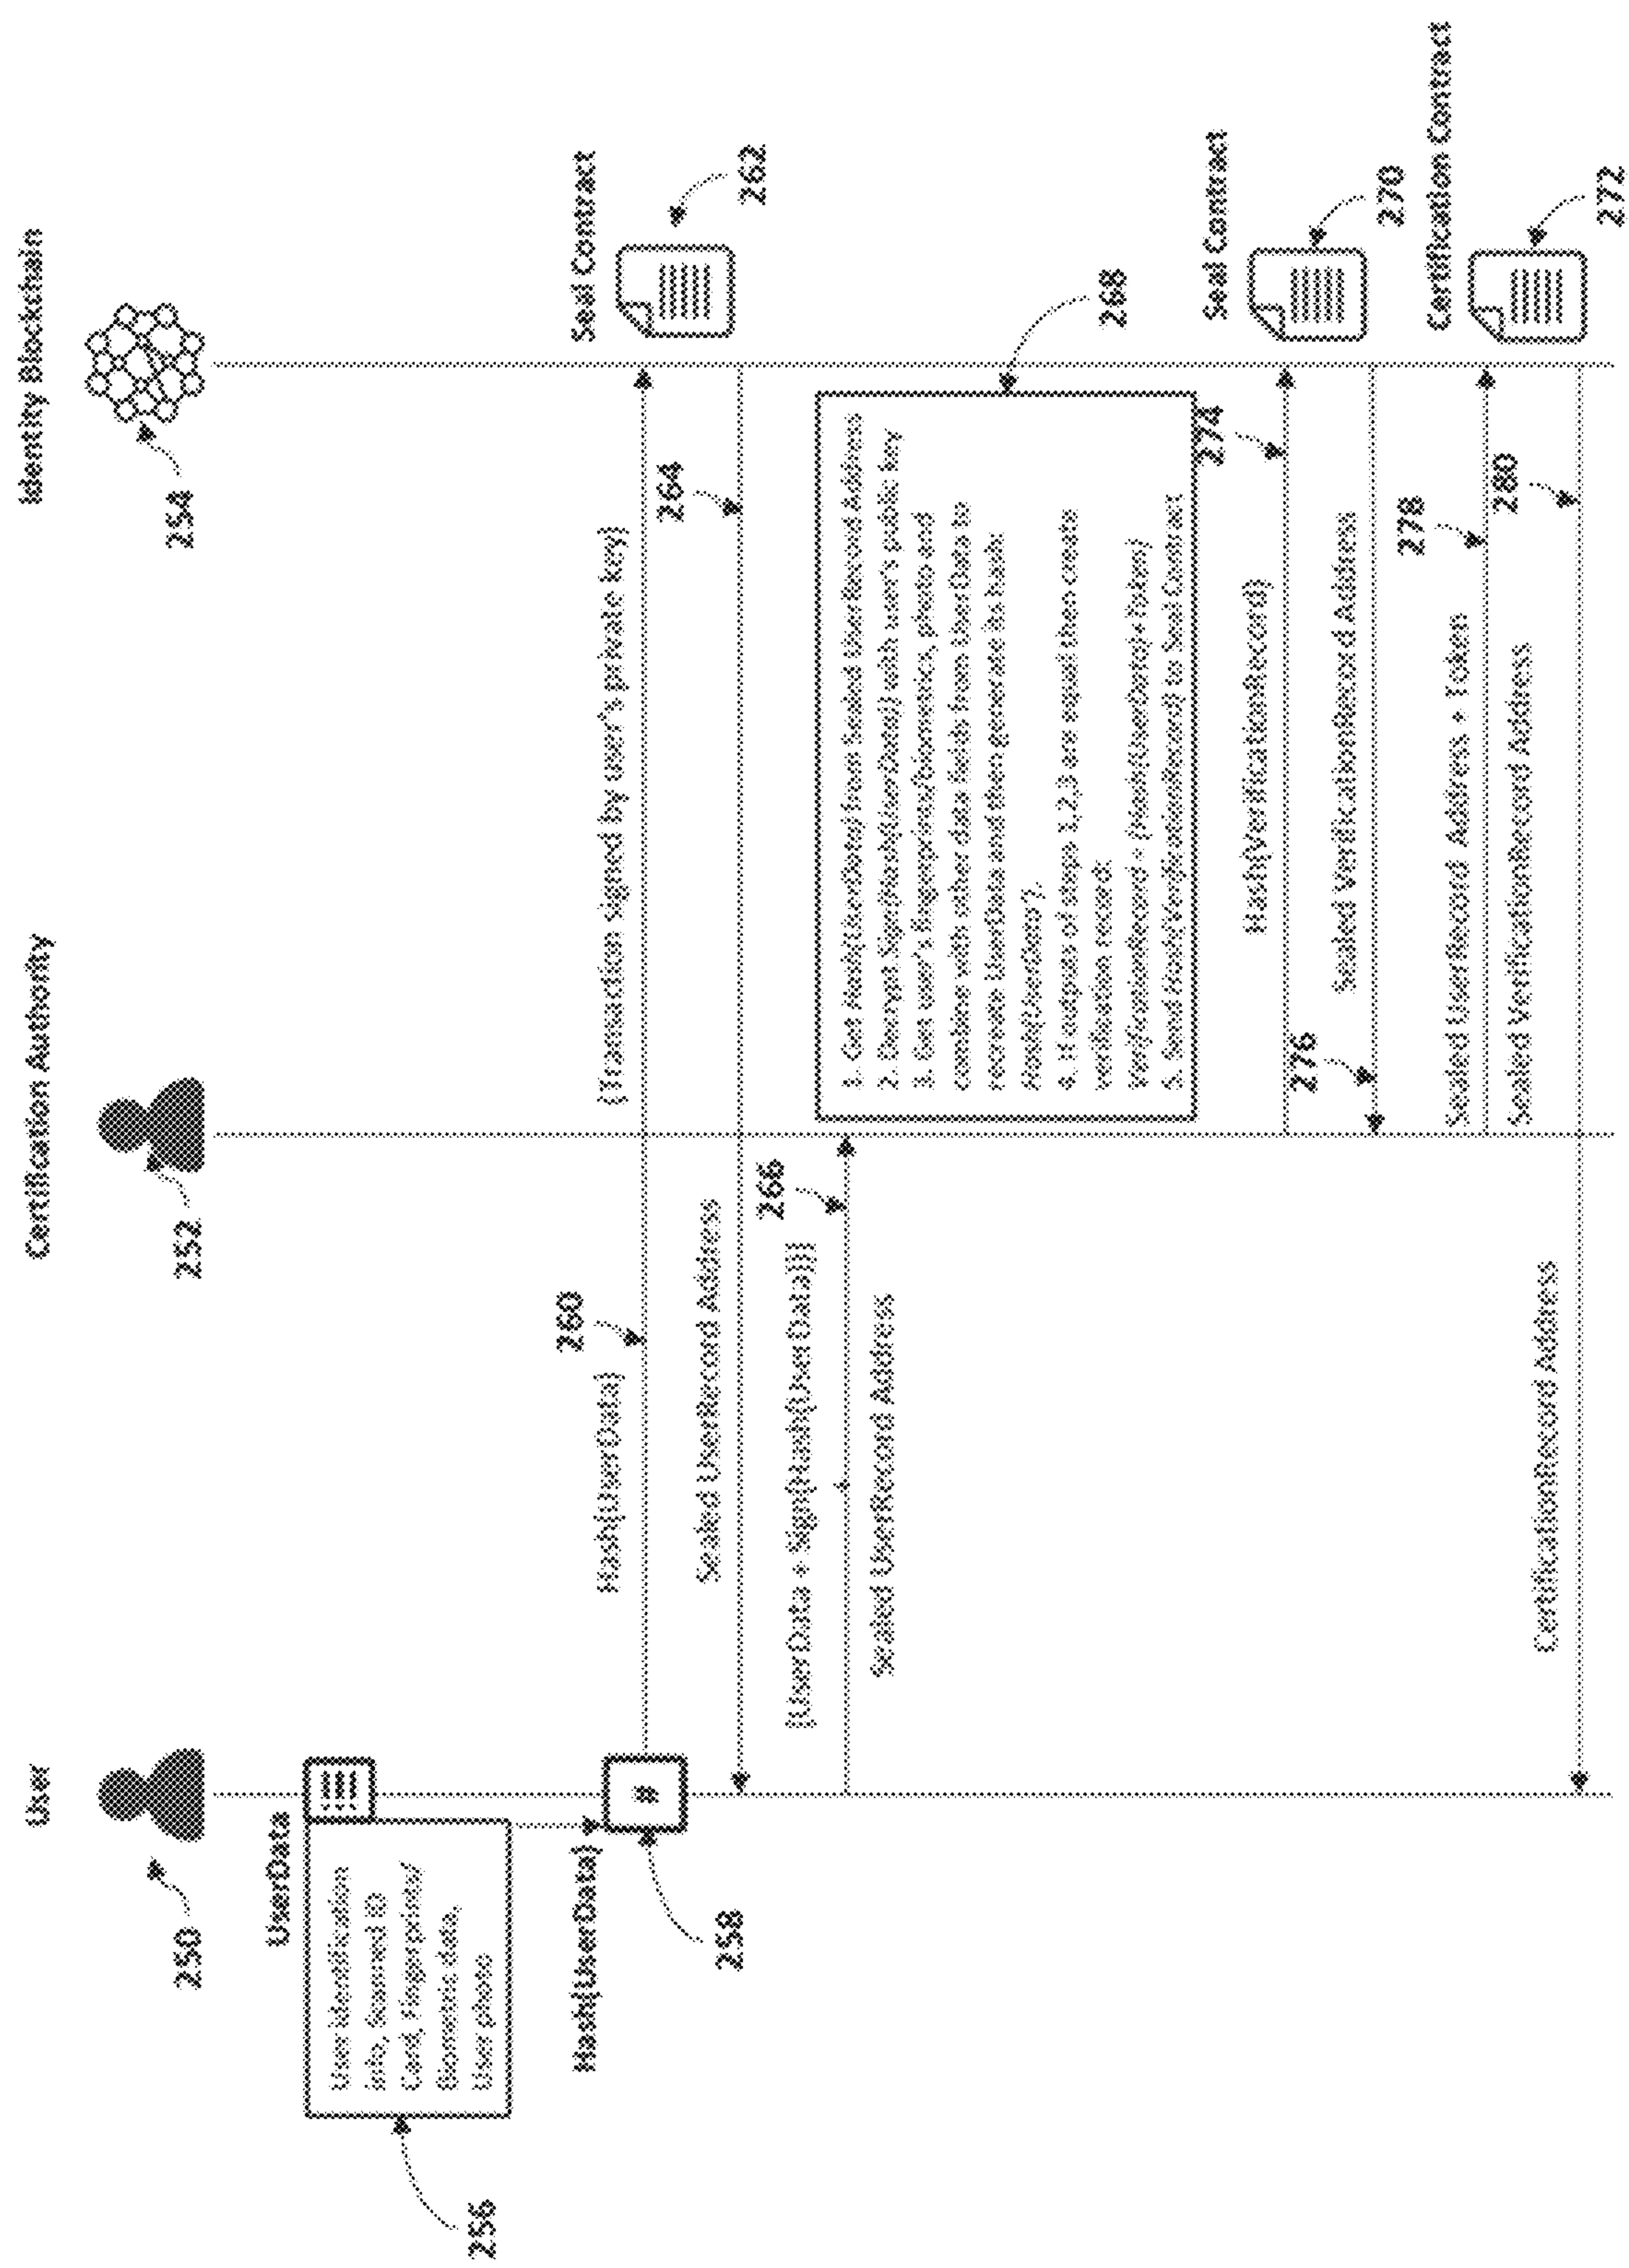 User
Certification Authority
Identity Blockchain
250
252
254
UserData
User identification
info, Scanned ID
Card, Fingerprints/
Biometric data,
User photo
256
Hash(UserData)
#
258
Hash(UserData)
260
[Transaction signed by user's private key]
Seal Contract
262
Sealed UserRecord Address
264
[UserData + Sign(Hash(User Data))]
266
+
Sealed UserRecord Address
1. Get Hash(UserData) from Sealed UserRecord Address
2. Decrypt Sign(Hash(UserData)) with user's public key
3. Get user's fingerprint/biometrics, photo and
combine with other data fields from UserData to
recreate UserData and then generate its hash:
Hash(UserData').
4. If outputs of steps 1,2,3 are equal then create
verification record:
VerificationRecord = (Hash(UserData)+ Token)
5. Send Hash(VerificationRecord) to Seal Contract
268
274
Hash(VerificationRecord)
Seal Contract
270
276
Sealed VerificationRecord Address
278
Sealed UserRecord Address + Token
Sealed VerificationRecord Address
Certification Contract
272
280
CertificationRecord Address